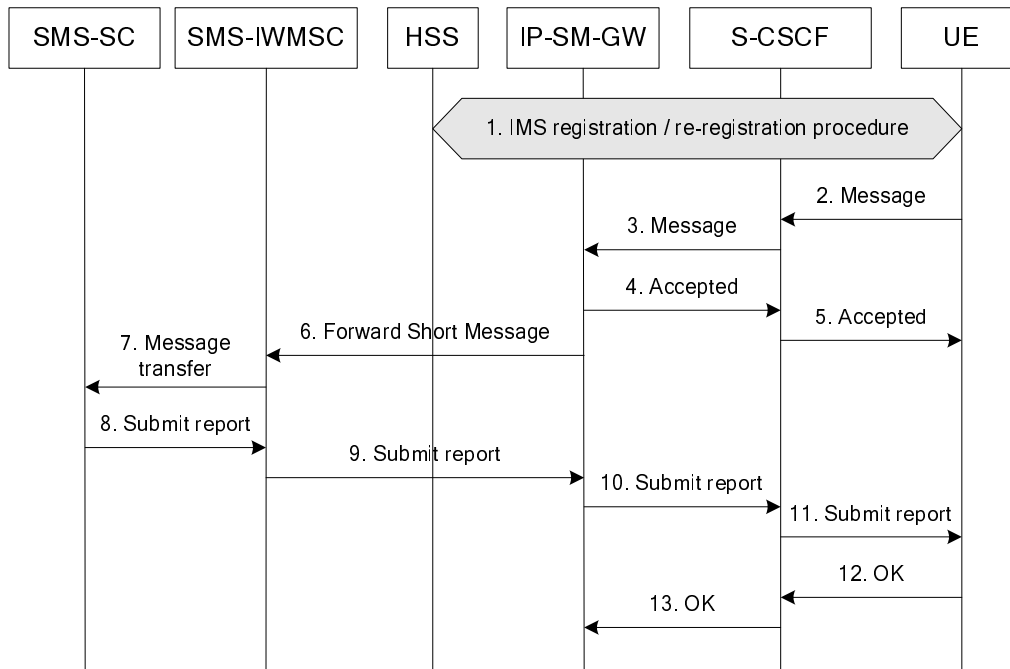 SMS-SC
SMS-IWMSC
HSS
IP-SM-GW
S-CSCF
UE
1. IMS registration / re-registration procedure
2. Message
3. Message
4. Accepted
5. Accepted
6. Forward Short Message
7. Message
transfer
8. Submit report
9. Submit report
10. Submit report
11. Submit report
12. OK
13. OK